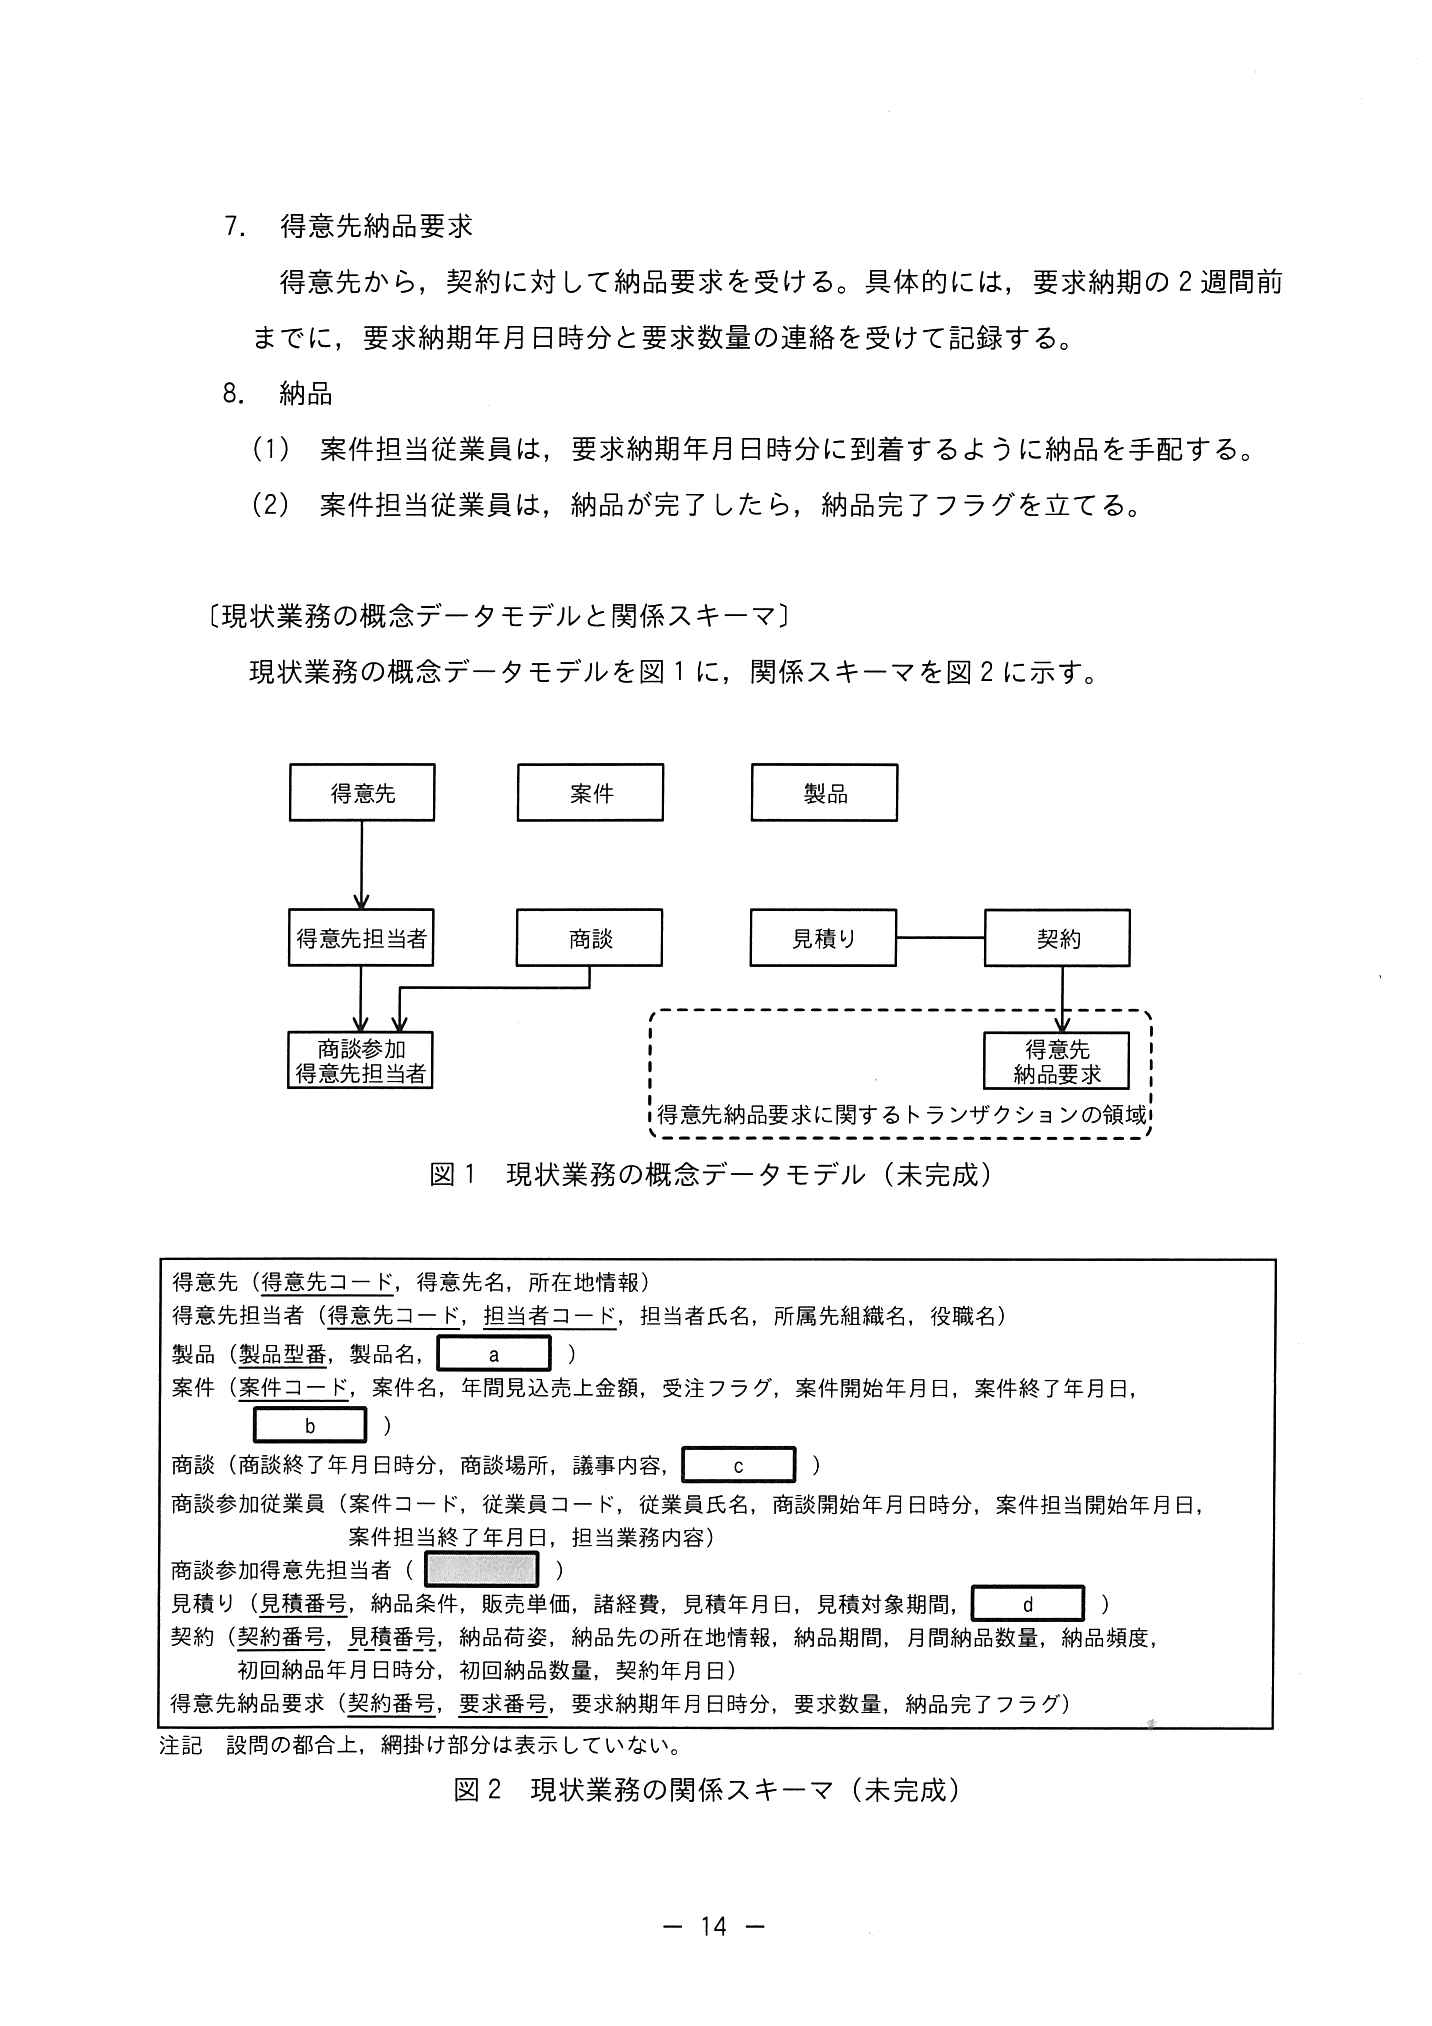 7. 得意先納品要求
得意先から，契約に対して納品要求を受ける。具体的には，要求納期の2週間前
までに，要求納期年月日時分と要求数量の連絡を受けて記録する。
8. 納品
(1) 案件担当従業員は，要求納期年月日時分に到着するように納品を手配する。
(2) 案件担当従業員は，納品が完了したら，納品完了フラグを立てる。
〔現状業務の概念データモデルと関係スキーマ〕
現状業務の概念データモデルを図1に，関係スキーマを図2に示す。
得意先 案件 製品
得意先担当者 商談 見積り 契約
商談参加
得意先担当者
得意先
納品要求
得意先納品要求に関するトランザクションの領域
図1 現状業務の概念データモデル（未完成）
得意先（得意先コード，得意先名，所在地情報）
得意先担当者（得意先コード，担当者コード，担当者氏名，所属先組織名，役職名）
製品（製品型番，製品名， a ）
案件（案件コード，案件名，年間見込売上金額，受注フラグ，案件開始年月日，案件終了年月日，
b ）
商談（商談終了年月日時分，商談場所，議事内容， c ）
商談参加従業員（案件コード，従業員コード，従業員氏名，商談開始年月日時分，案件担当開始年月日，
案件担当終了年月日，担当業務内容）
商談参加得意先担当者（ ）
見積り（見積番号，納品条件，販売単価，諸経費，見積年月日，見積対象期間， d ）
契約（契約番号，見積番号，納品荷姿，納品先の所在地情報，納品期間，月間納品数量，納品頻度，
初回納品年月日時分，初回納品数量，契約年月日）
得意先納品要求（契約番号，要求番号，要求納期年月日時分，要求数量，納品完了フラグ）
注記 設問の都合上，網掛け部分は表示していない。
図2 現状業務の関係スキーマ（未完成）
－ 14 －